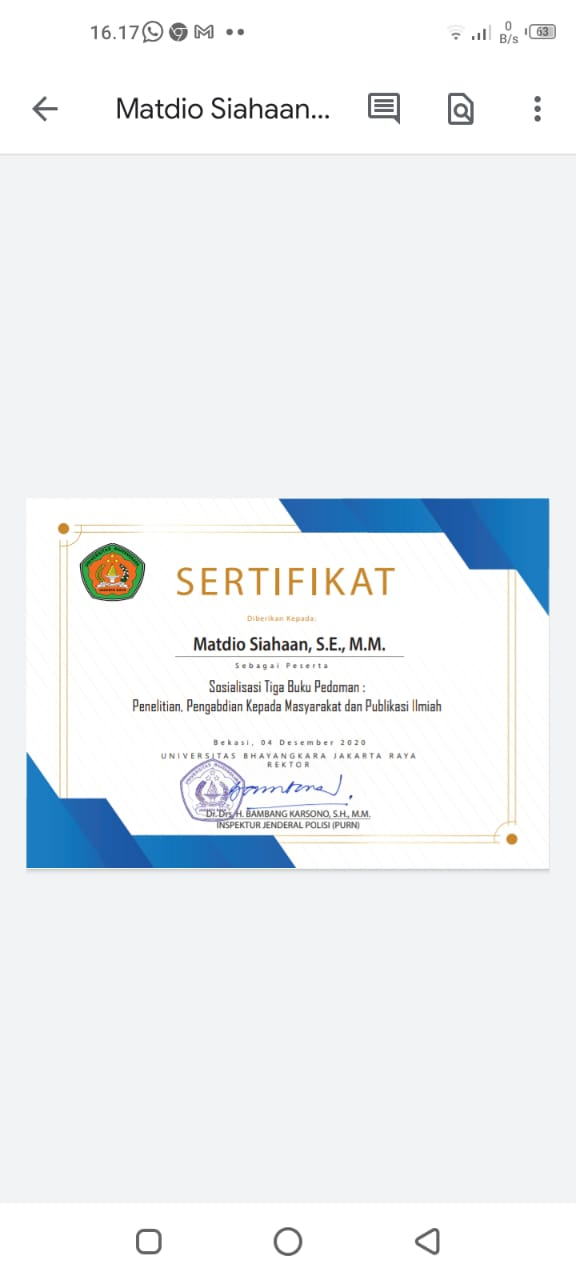 16.17
0
B/s
63
Matdio Siahaan...
SERTIFIKAT
Diberikan Kepada:
Matdio Siahaan, S.E., M.M.
Sebagai Peserta
Sosialisasi Tiga Buku Pedoman :
Penelitian, Pengabdian Kepada Masyarakat dan Publikasi Ilmiah
Bekasi, 04 Desember 2020
UNIVERSITAS BHAYANGKARA JAKARTA RAYA
REKTOR
Dr. Drs. H. BAMBANG KARSONO, S.H., M.M.
INSPEKTUR JENDERAL POLISI (PURN)